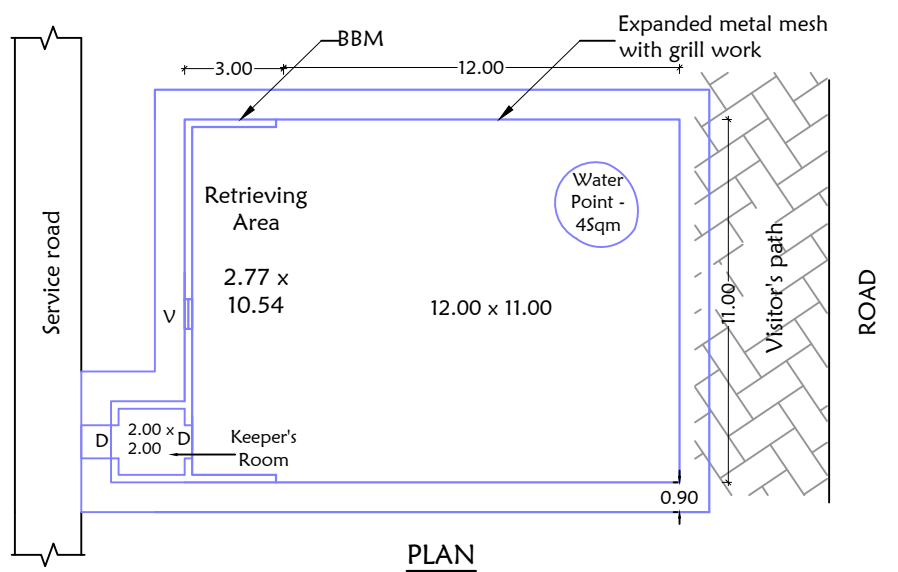 Expanded metal mesh
with grill work
BBM
3.00
12.00
Water
Point -
4Sqm
Retrieving
Area
2.77 x
10.54
12.00 x 11.00
11.00
Visitor's path
ROAD
Service road
V
D
2.00 x
2.00
D
Keeper's
Room
0.90
PLAN